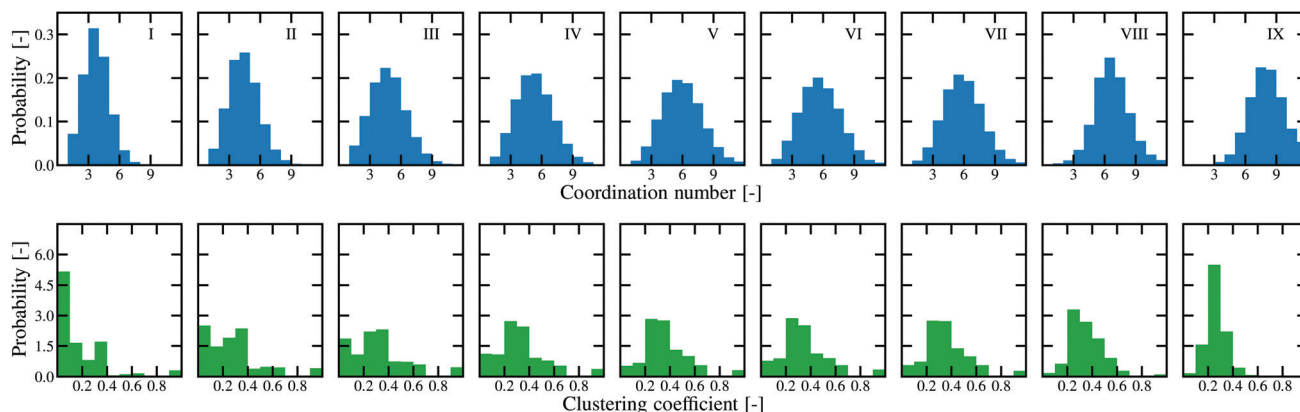 Probability [-]
0.3
0.2
0.1
0.0
I II III IV V VI VII VIII IX
3 6 9 3 6 9 3 6 9 3 6 9 3 6 9 3 6 9 3 6 9 3 6 9 3 6 9
Coordination number [-]
Probability [-]
6.0
4.5
3.0
1.5
0.0
0.2 0.4 0.6 0.8 0.2 0.4 0.6 0.8 0.2 0.4 0.6 0.8 0.2 0.4 0.6 0.8 0.2 0.4 0.6 0.8 0.2 0.4 0.6 0.8 0.2 0.4 0.6 0.8 0.2 0.4 0.6 0.8 0.2 0.4 0.6 0.8
Clustering coefficient [-]